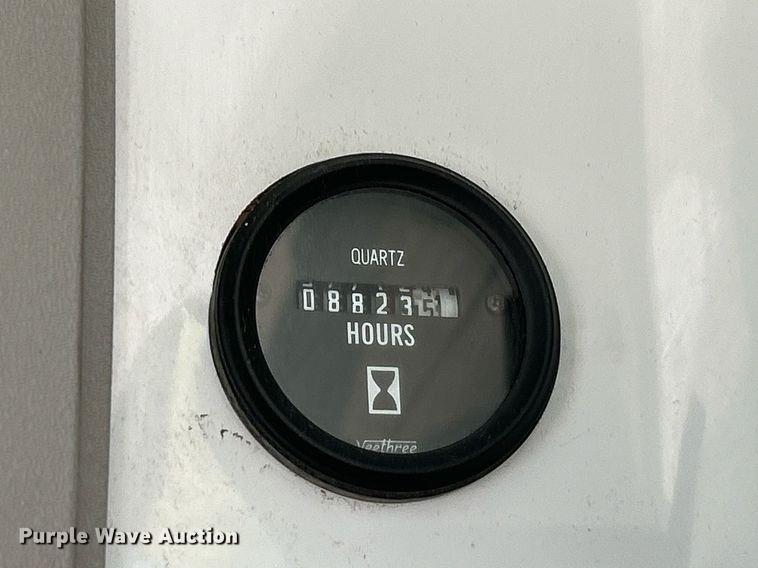 QUARTZ
08823
HOURS
Veethree
Purple Wave Auction